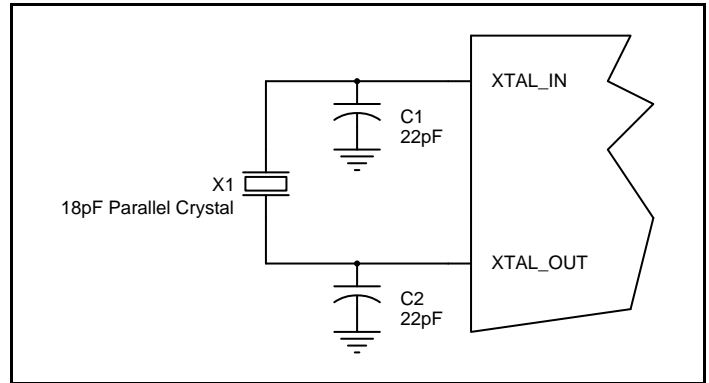 XTAL_IN
C1
22pF
X1
18pF Parallel Crystal
XTAL_OUT
C2
22pF